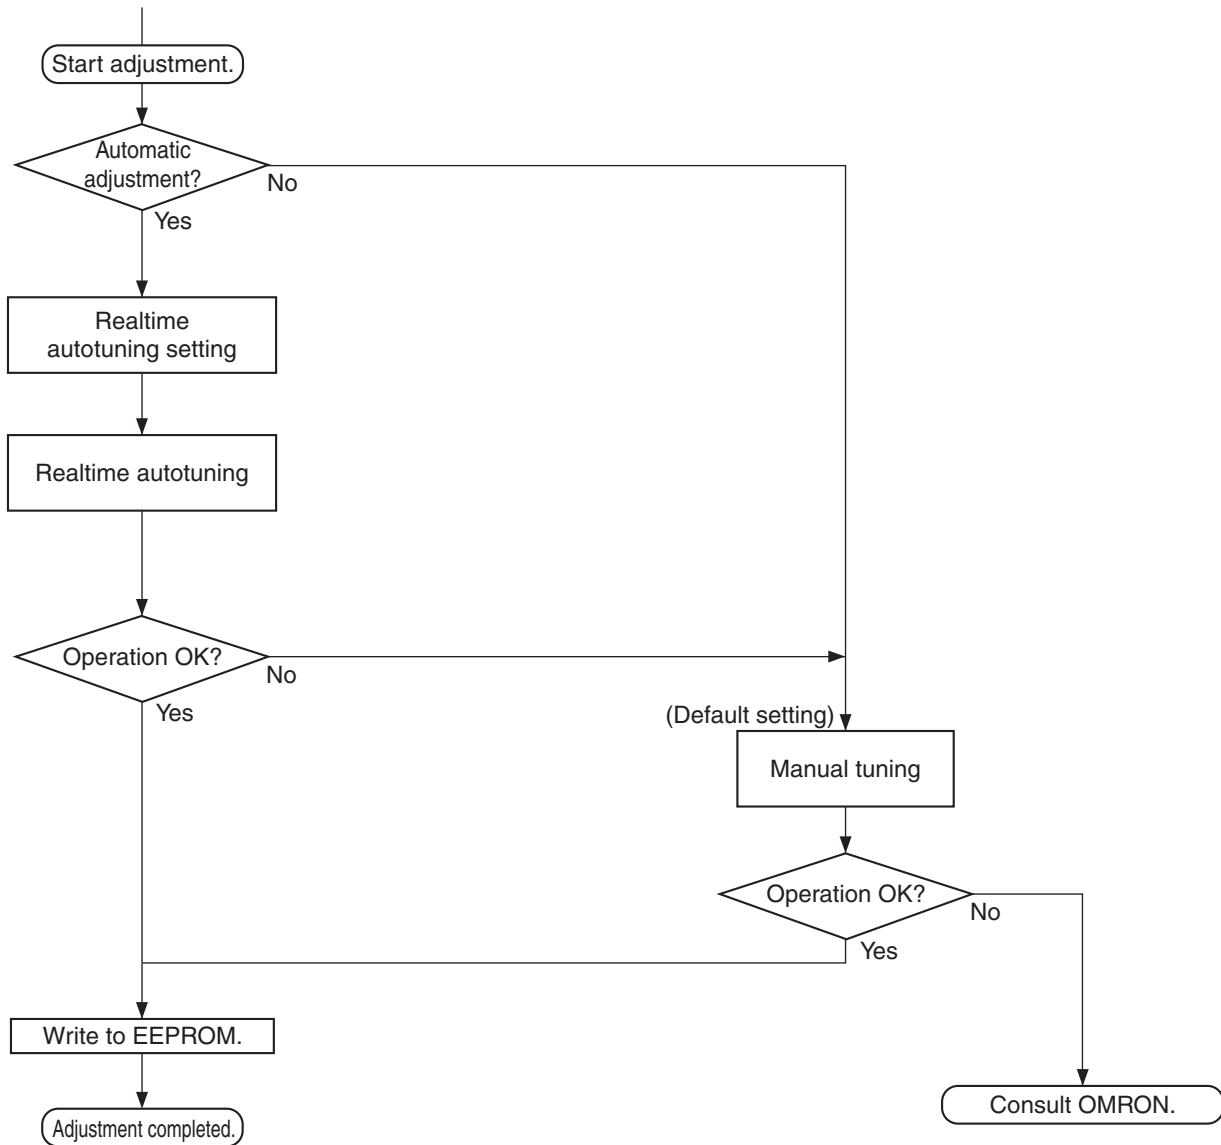 Start adjustment.
Automatic
adjustment?
No
Yes
Realtime
autotuning setting
Realtime autotuning
Operation OK?
No
Yes
(Default setting)
Manual tuning
Operation OK?
No
Yes
Write to EEPROM.
Consult OMRON.
Adjustment completed.